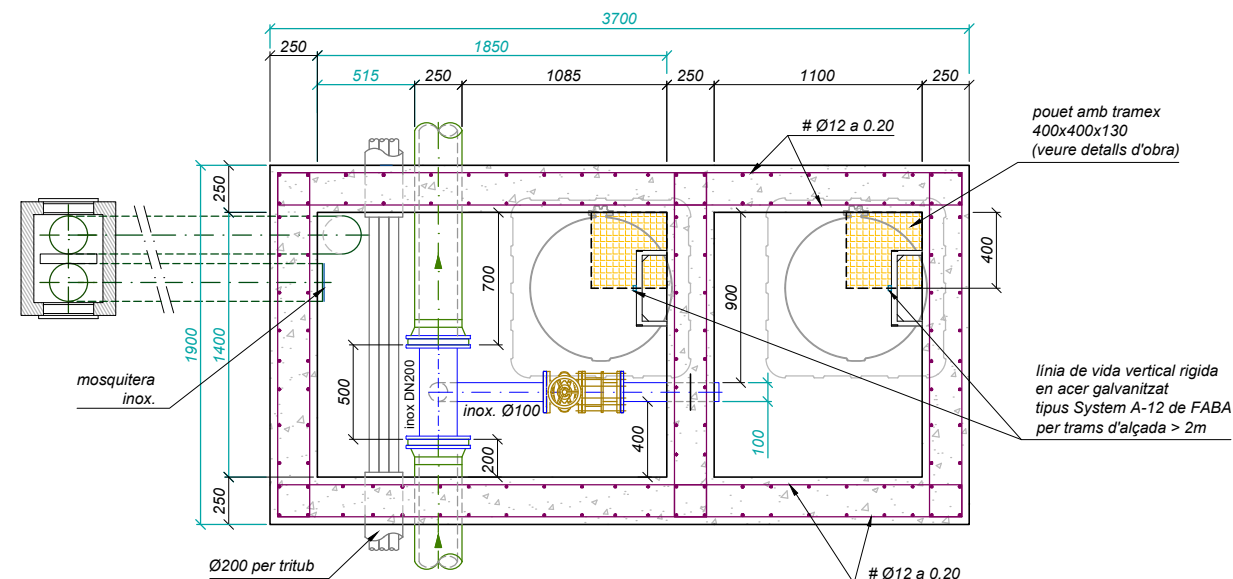 3700
250
1850
515
250
1085
250
1100
250
# Ø12 a 0.20
pouet amb tramex
400x400x130
(veure detalls d'obra)
250
1900
1400
250
700
500
200
900
400
400
100
mosquitera
inox.
inox DN200
inox. Ø100
línia de vida vertical rigida
en acer galvanitzat
tipus System A-12 de FABA
per trams d'alçada > 2m
Ø200 per tritub
# Ø12 a 0.20